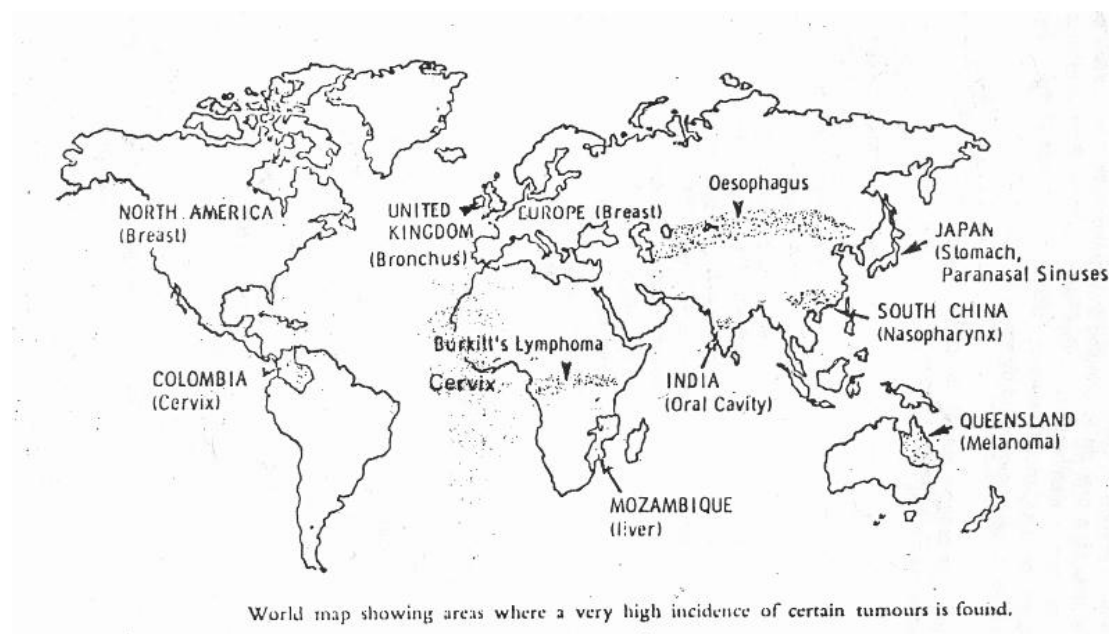 Oesophagus
NORTH AMERICA
(Breast)
UNITED
KINGDOM
(Bronchus)
EUROPE (Breast)
JAPAN
(Stomach,
Paranasal Sinuses
SOUTH CHINA
(Nasopharynx)
Burkitt's Lymphoma
Cervix
COLOMBIA
(Cervix)
INDIA
(Oral Cavity)
QUEENSLAND
(Melanoma)
MOZAMBIQUE
(liver)
World map showing areas where a very high incidence of certain tumours is found.